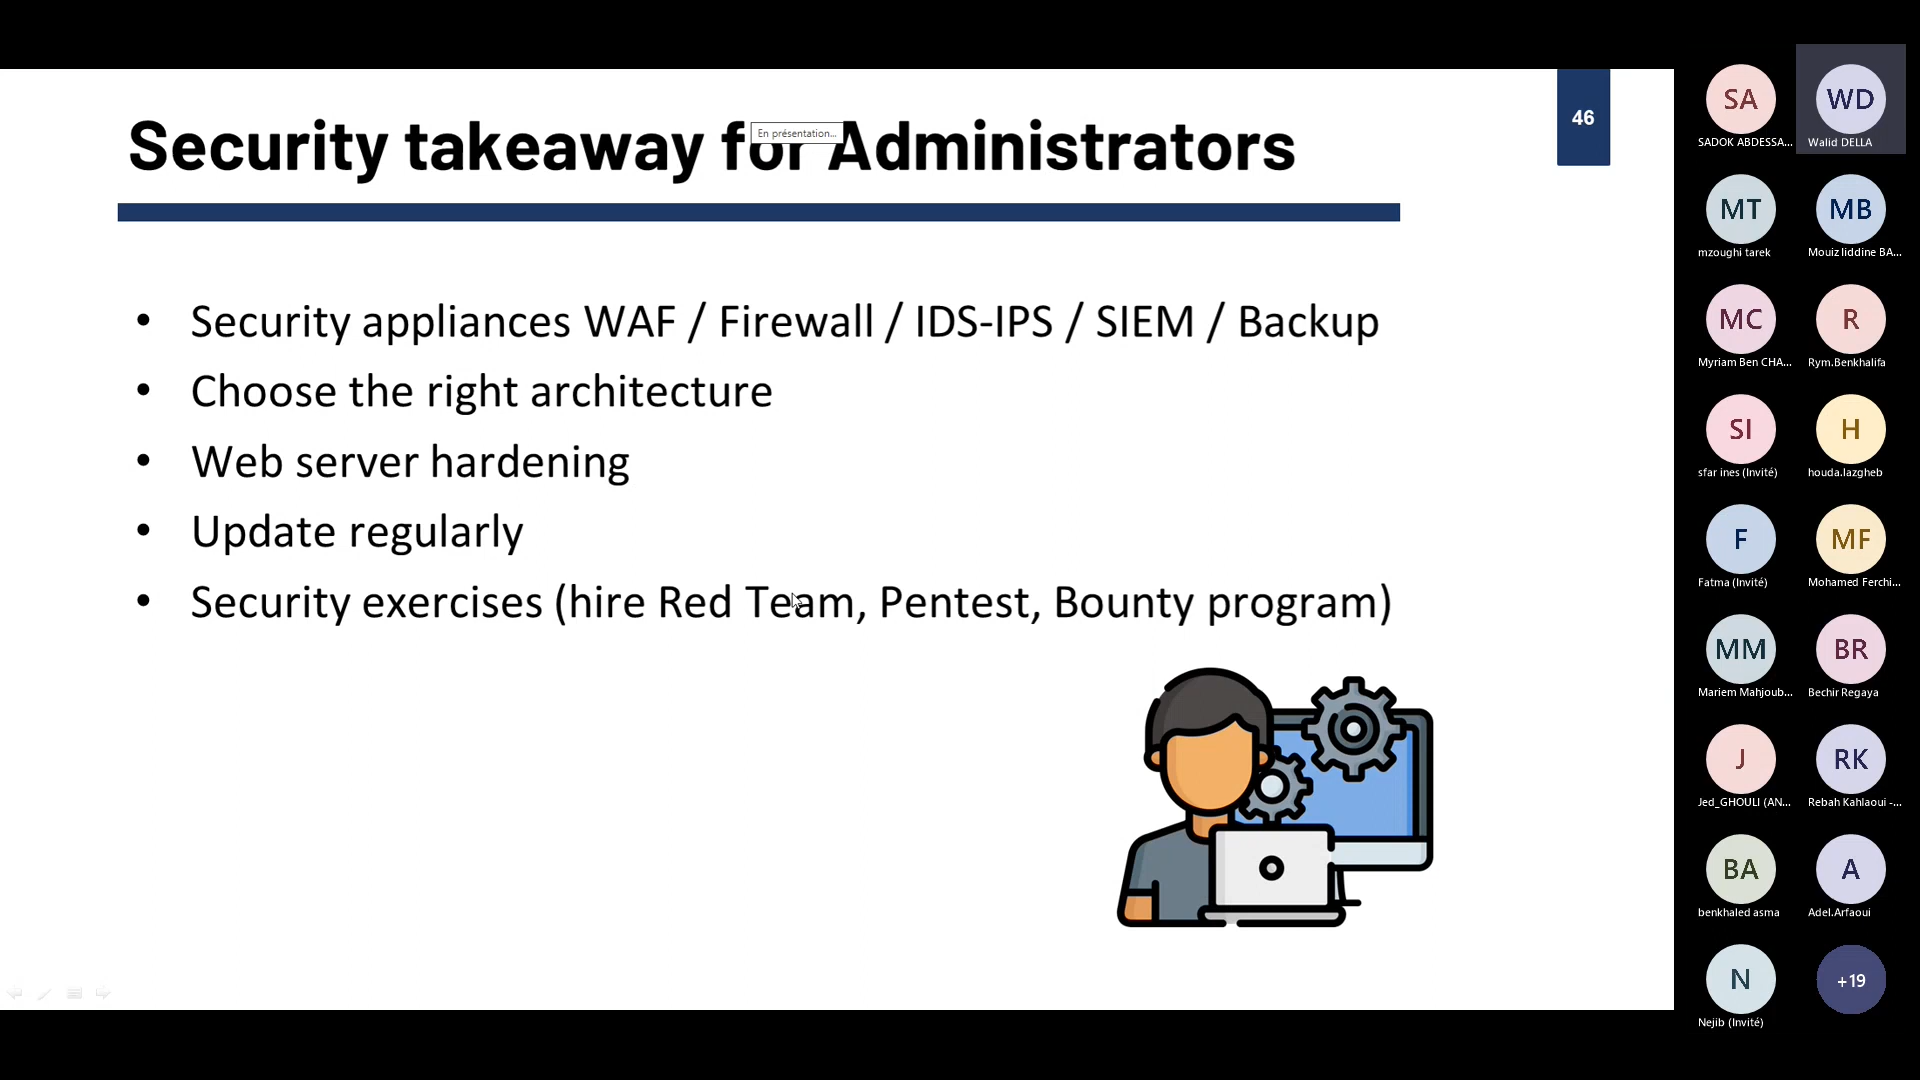 Security takeaway for Administrators
En présentation...
46
• Security appliances WAF / Firewall / IDS-IPS / SIEM / Backup
• Choose the right architecture
• Web server hardening
• Update regularly
• Security exercises (hire Red Team, Pentest, Bounty program)
SA
SADOK ABDESSA...
WD
Walid DELLA
MT
mzoughi tarek
MB
Mouiz liddine BA...
MC
Myriam Ben CHA...
R
Rym.Benkhalifa
SI
sfar ines (Invité)
H
houda.lazgheb
F
Fatma (Invité)
MF
Mohamed Ferchi...
MM
Mariem Mahjoub...
BR
Bechir Regaya
J
Jed_GHOULI (AN...
RK
Rebah Kahlaoui -...
BA
benkhaled asma
A
Adel.Arfaoui
N
Nejib (Invité)
+19